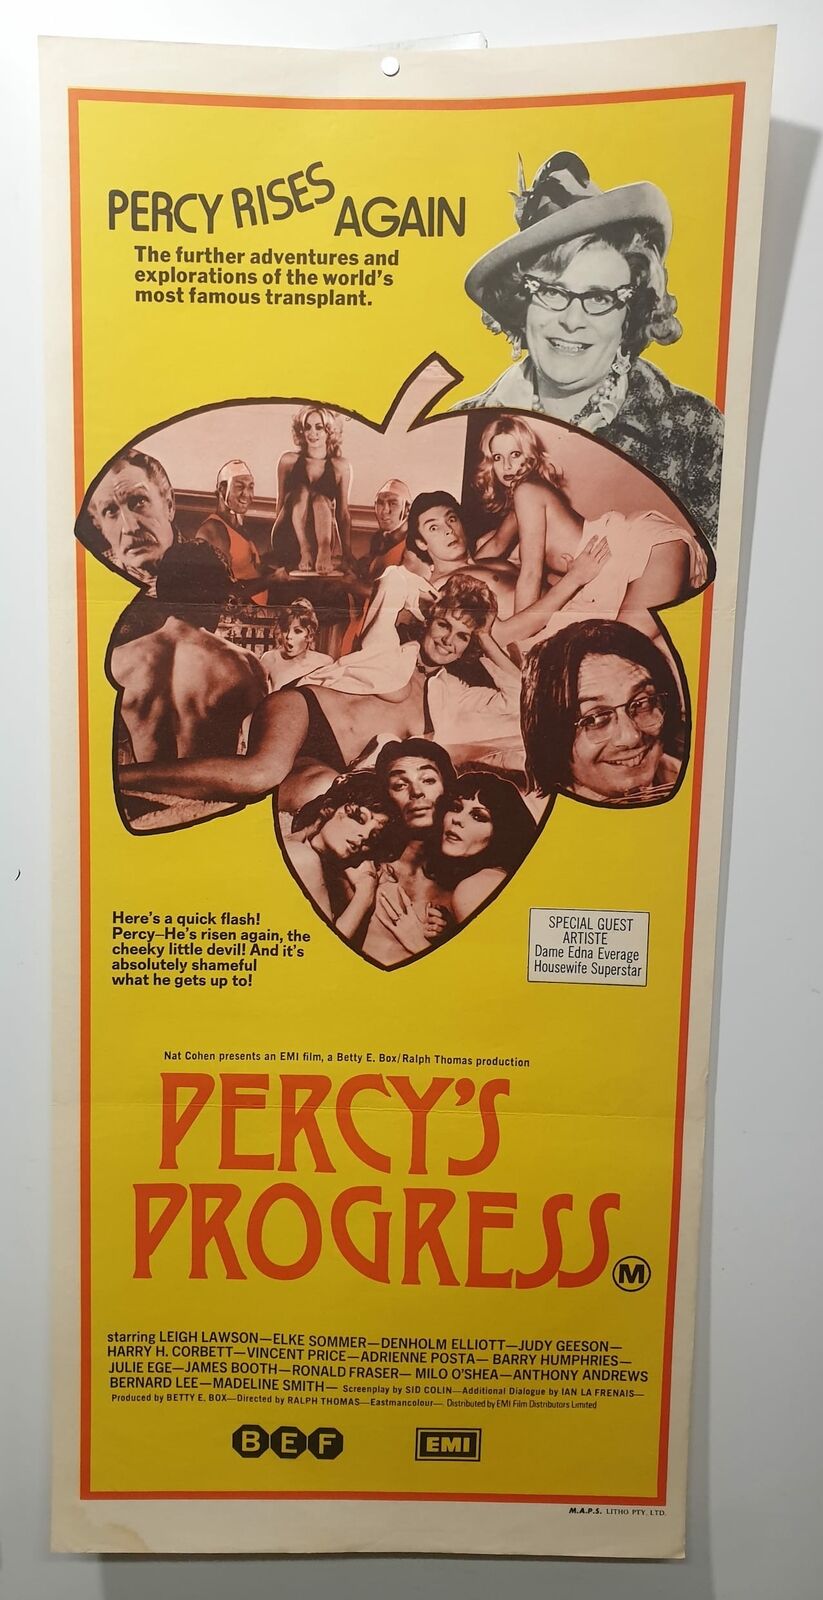 PERCY RISES AGAIN
The further adventures and
explorations of the world's
most famous transplant.
Here's a quick flash!
Percy—He's risen again, the
cheeky little devil! And it's
absolutely shameful
what he gets up to!
SPECIAL GUEST
ARTISTE
Dame Edna Everage
Housewife Superstar
Nat Cohen presents an EMI film, a Betty E. Box/Ralph Thomas production
PERCY'S
PROGRESS
M
starring LEIGH LAWSON—ELKE SOMMER—DENHOLM ELLIOTT—JUDY GEESON—
HARRY H. CORBETT—VINCENT PRICE—ADRIENNE POSTA—BARRY HUMPHRIES—
JULIE EGE—JAMES BOOTH—RONALD FRASER—MILO O'SHEA—ANTHONY ANDREWS
BERNARD LEE—MADELINE SMITH—Screenplay by SID COLIN—Additional Dialogue by IAN LA FRENAIS—
Produced by BETTY E. BOX—Directed by RALPH THOMAS—Eastmancolour—Distributed by EMI Film Distributors Limited
BEF
EMI
M.A.P.S. LITHO PTY. LTD.